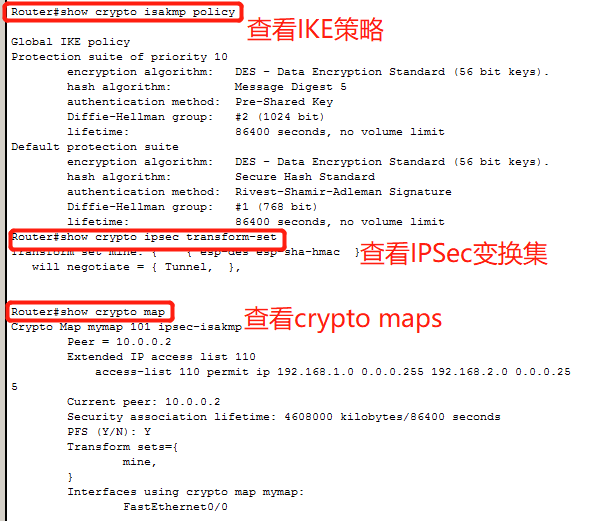 Router#show crypto isakmp policy
查看IKE策略
Global IKE policy
Protection suite of priority 10
encryption algorithm: DES - Data Encryption Standard (56 bit keys).
hash algorithm: Message Digest 5
authentication method: Pre-Shared Key
Diffie-Hellman group: #2 (1024 bit)
lifetime: 86400 seconds, no volume limit
Default protection suite
encryption algorithm: DES - Data Encryption Standard (56 bit keys).
hash algorithm: Secure Hash Standard
authentication method: Rivest-Shamir-Adleman Signature
Diffie-Hellman group: #1 (768 bit)
lifetime: 86400 seconds, no volume limit
Router#show crypto ipsec transform-set
查看IPSec变换集
Transform set mine: { { esp-des esp-sha-hmac }
will negotiate = { Tunnel, },
Router#show crypto map
查看crypto maps
Crypto Map mymap 101 ipsec-isakmp
Peer = 10.0.0.2
Extended IP access list 110
access-list 110 permit ip 192.168.1.0 0.0.0.255 192.168.2.0 0.0.0.25
5
Current peer: 10.0.0.2
Security association lifetime: 4608000 kilobytes/86400 seconds
PFS (Y/N): Y
Transform sets={
mine,
}
Interfaces using crypto map mymap:
FastEthernet0/0